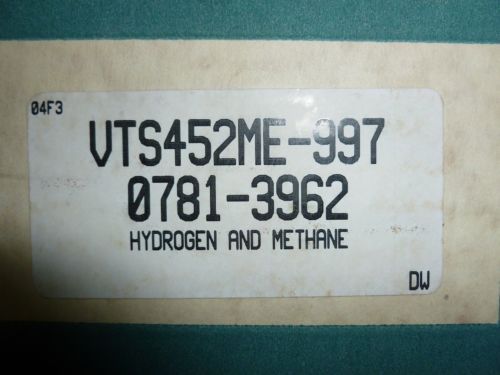 04F3
VTS452ME-997
0781-3962
HYDROGEN AND METHANE
DW